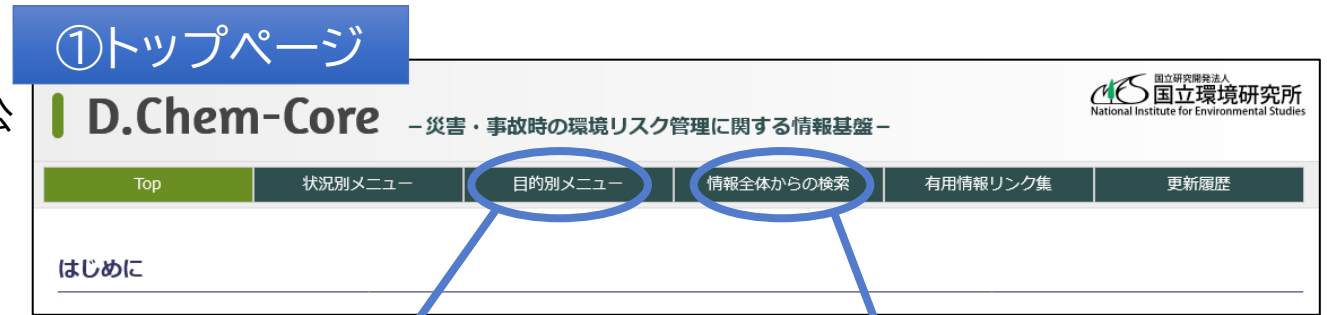 ①トップページ
公
D.Chem-Core －災害・事故時の環境リスク管理に関する情報基盤－
国立研究開発法人
国立環境研究所
National Institute for Environmental Studies
Top 状況別メニュー 目的別メニュー 情報全体からの検索 有用情報リンク集 更新履歴
はじめに